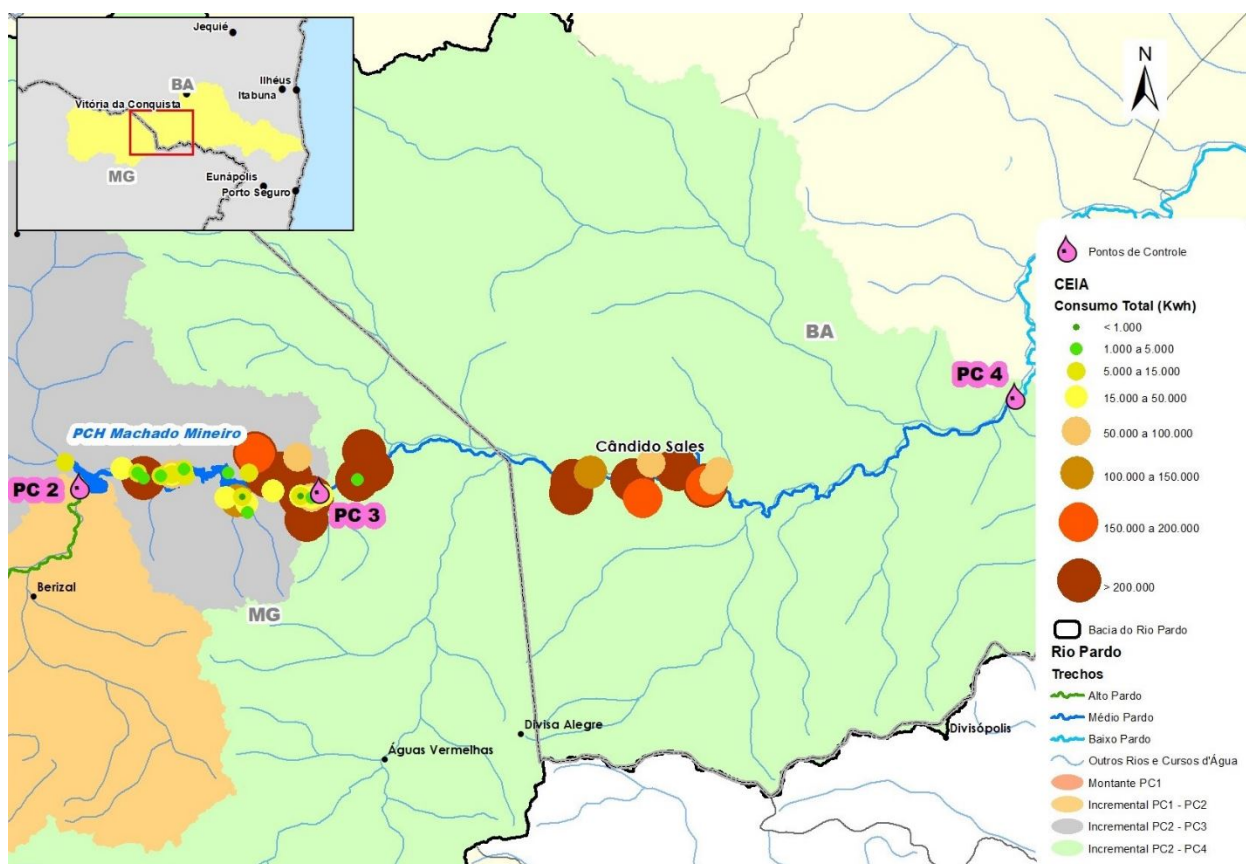 Jequié
BA
Ilhéus
Itabuna
Vitória da Conquista
MG
Eunápolis
Porto Seguro
N
BA
PC 4
PCH Machado Mineiro
Cândido Sales
PC 2
PC 3
Berizal
MG
Divisa Alegre
Divisópolis
Águas Vermelhas
Pontos de Controle
CEIA
Consumo Total (Kwh)
< 1.000
1.000 a 5.000
5.000 a 15.000
15.000 a 50.000
50.000 a 100.000
100.000 a 150.000
150.000 a 200.000
> 200.000
Bacia do Rio Pardo
Rio Pardo
Trechos
Alto Pardo
Médio Pardo
Baixo Pardo
Outros Rios e Cursos d'Água
Montante PC1
Incremental PC1 - PC2
Incremental PC2 - PC3
Incremental PC2 - PC4